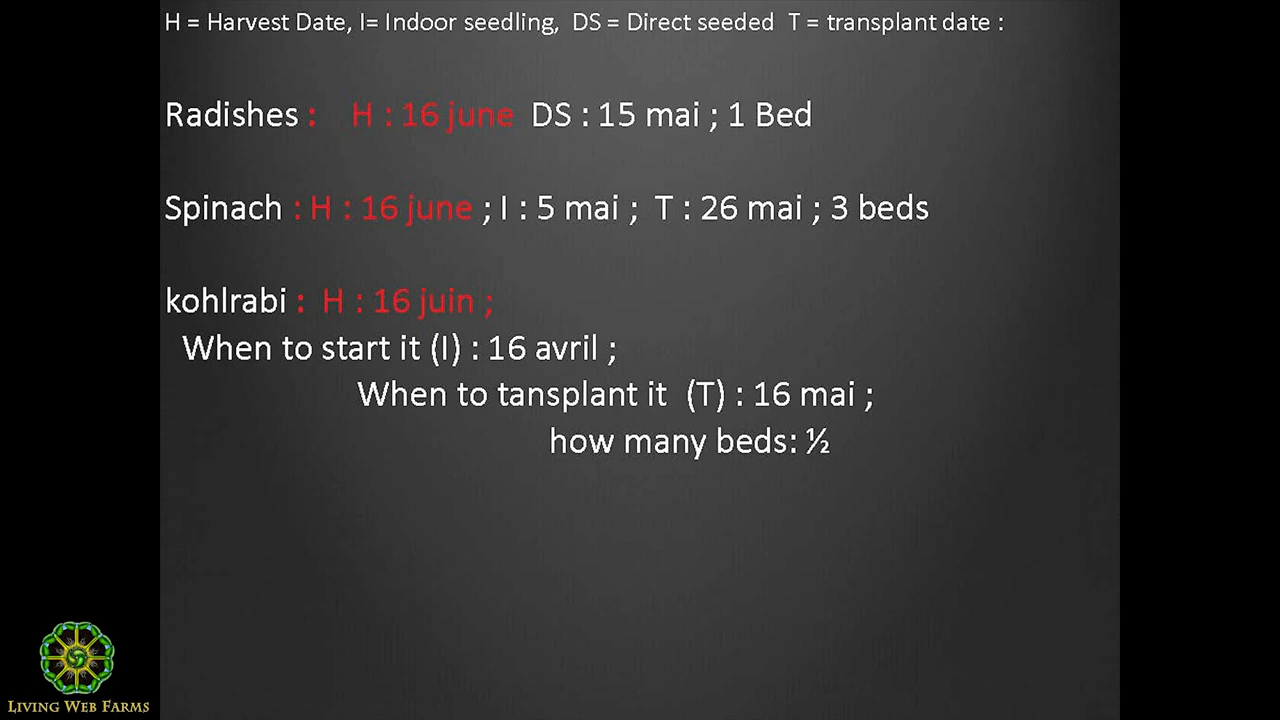 H = Harvest Date, I= Indoor seedling, DS = Direct seeded T = transplant date :
Radishes : H : 16 june DS : 15 mai ; 1 Bed
Spinach : H : 16 june ; I : 5 mai ; T : 26 mai ; 3 beds
kohlrabi : H : 16 juin ;
When to start it (I) : 16 avril ;
When to tansplant it (T) : 16 mai ;
how many beds: ½
LIVING WEB FARMS